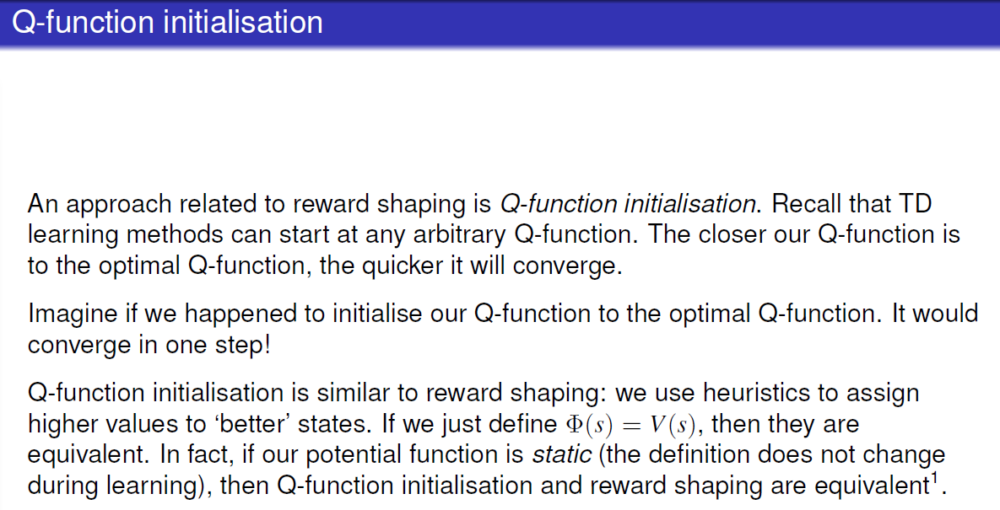 Q-function initialisation
An approach related to reward shaping is Q-function initialisation. Recall that TD
learning methods can start at any arbitrary Q-function. The closer our Q-function is
to the optimal Q-function, the quicker it will converge.
Imagine if we happened to initialise our Q-function to the optimal Q-function. It would
converge in one step!
Q-function initialisation is similar to reward shaping: we use heuristics to assign
higher values to ‘better’ states. If we just define Φ(s) = V(s), then they are
equivalent. In fact, if our potential function is static (the definition does not change
during learning), then Q-function initialisation and reward shaping are equivalent¹.